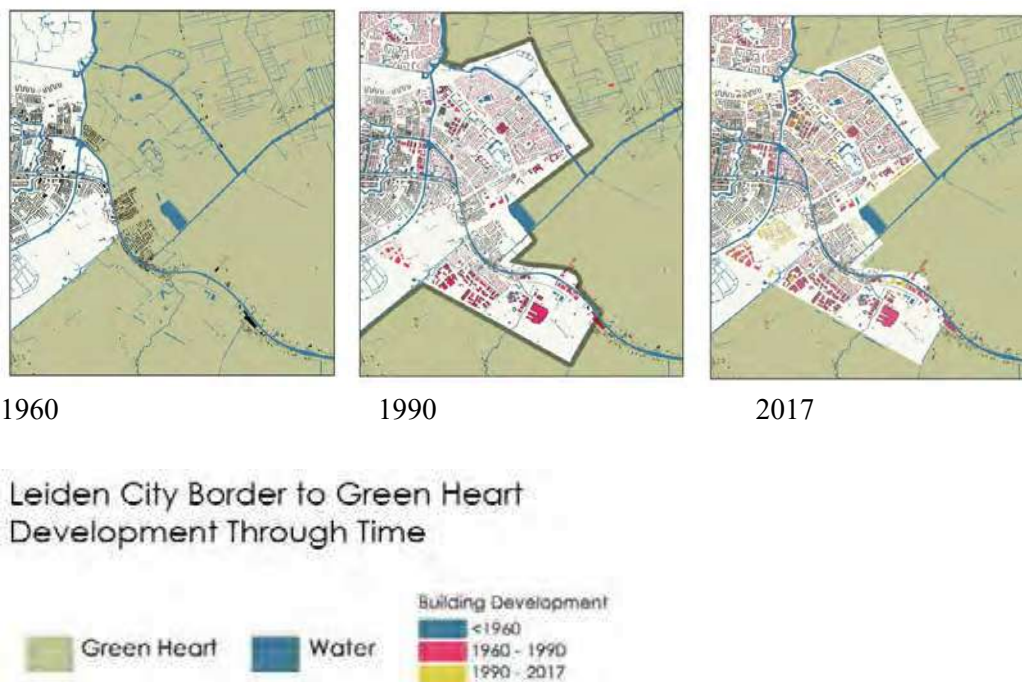 1960
1990
2017
Leiden City Border to Green Heart
Development Through Time
Green Heart
Water
Building Development
<1960
1960 - 1990
1990 - 2017